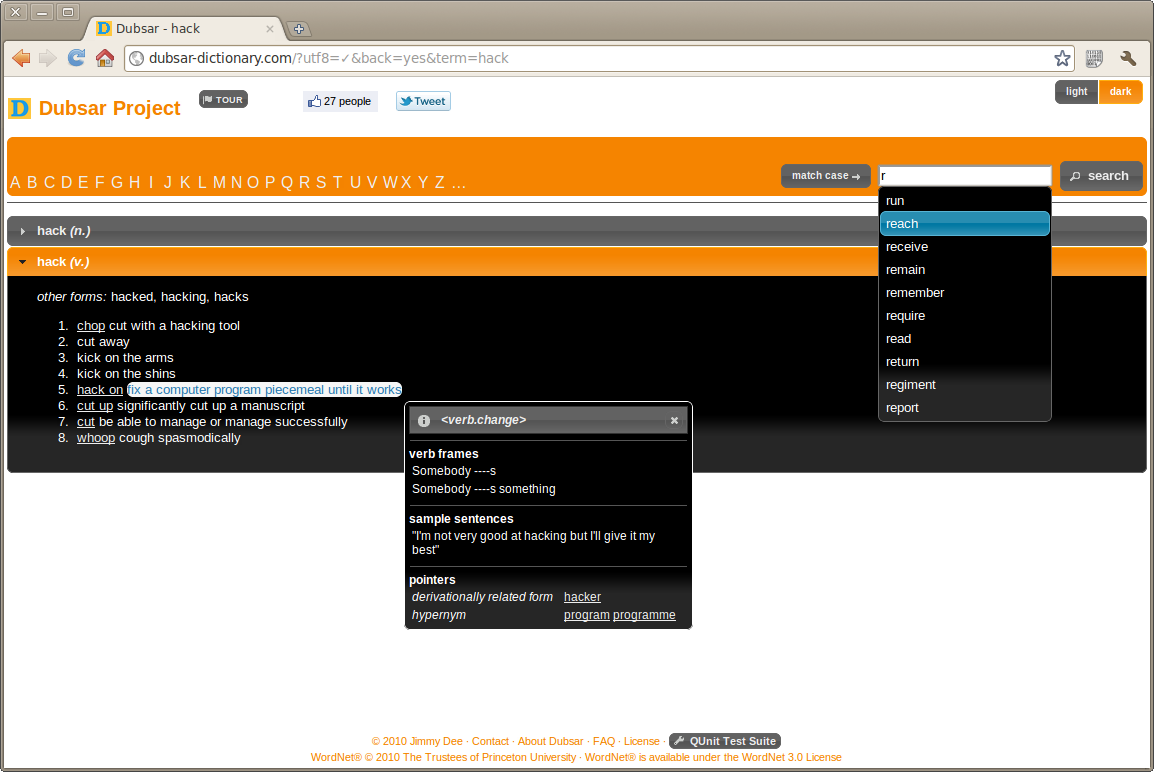 Dubsar - hack
dubsar-dictionary.com/?utf8=✓&back=yes&term=hack
D Dubsar Project
TOUR
27 people
Tweet
light dark
A B C D E F G H I J K L M N O P Q R S T U V W X Y Z ...
match case → r search
run
reach
receive
remain
remember
require
read
return
regiment
report
hack (n.)
hack (v.)
other forms: hacked, hacking, hacks
1. chop cut with a hacking tool
2. cut away
3. kick on the arms
4. kick on the shins
5. hack on fix a computer program piecemeal until it works
6. cut up significantly cut up a manuscript
7. cut be able to manage or manage successfully
8. whoop cough spasmodically
<verb.change>
verb frames
Somebody ----s
Somebody ----s something
sample sentences
"I'm not very good at hacking but I'll give it my
best"
pointers
derivationally related form hacker
hypernym program programme
© 2010 Jimmy Dee · Contact · About Dubsar · FAQ · License · QUnit Test Suite
WordNet® © 2010 The Trustees of Princeton University · WordNet® is available under the WordNet 3.0 License